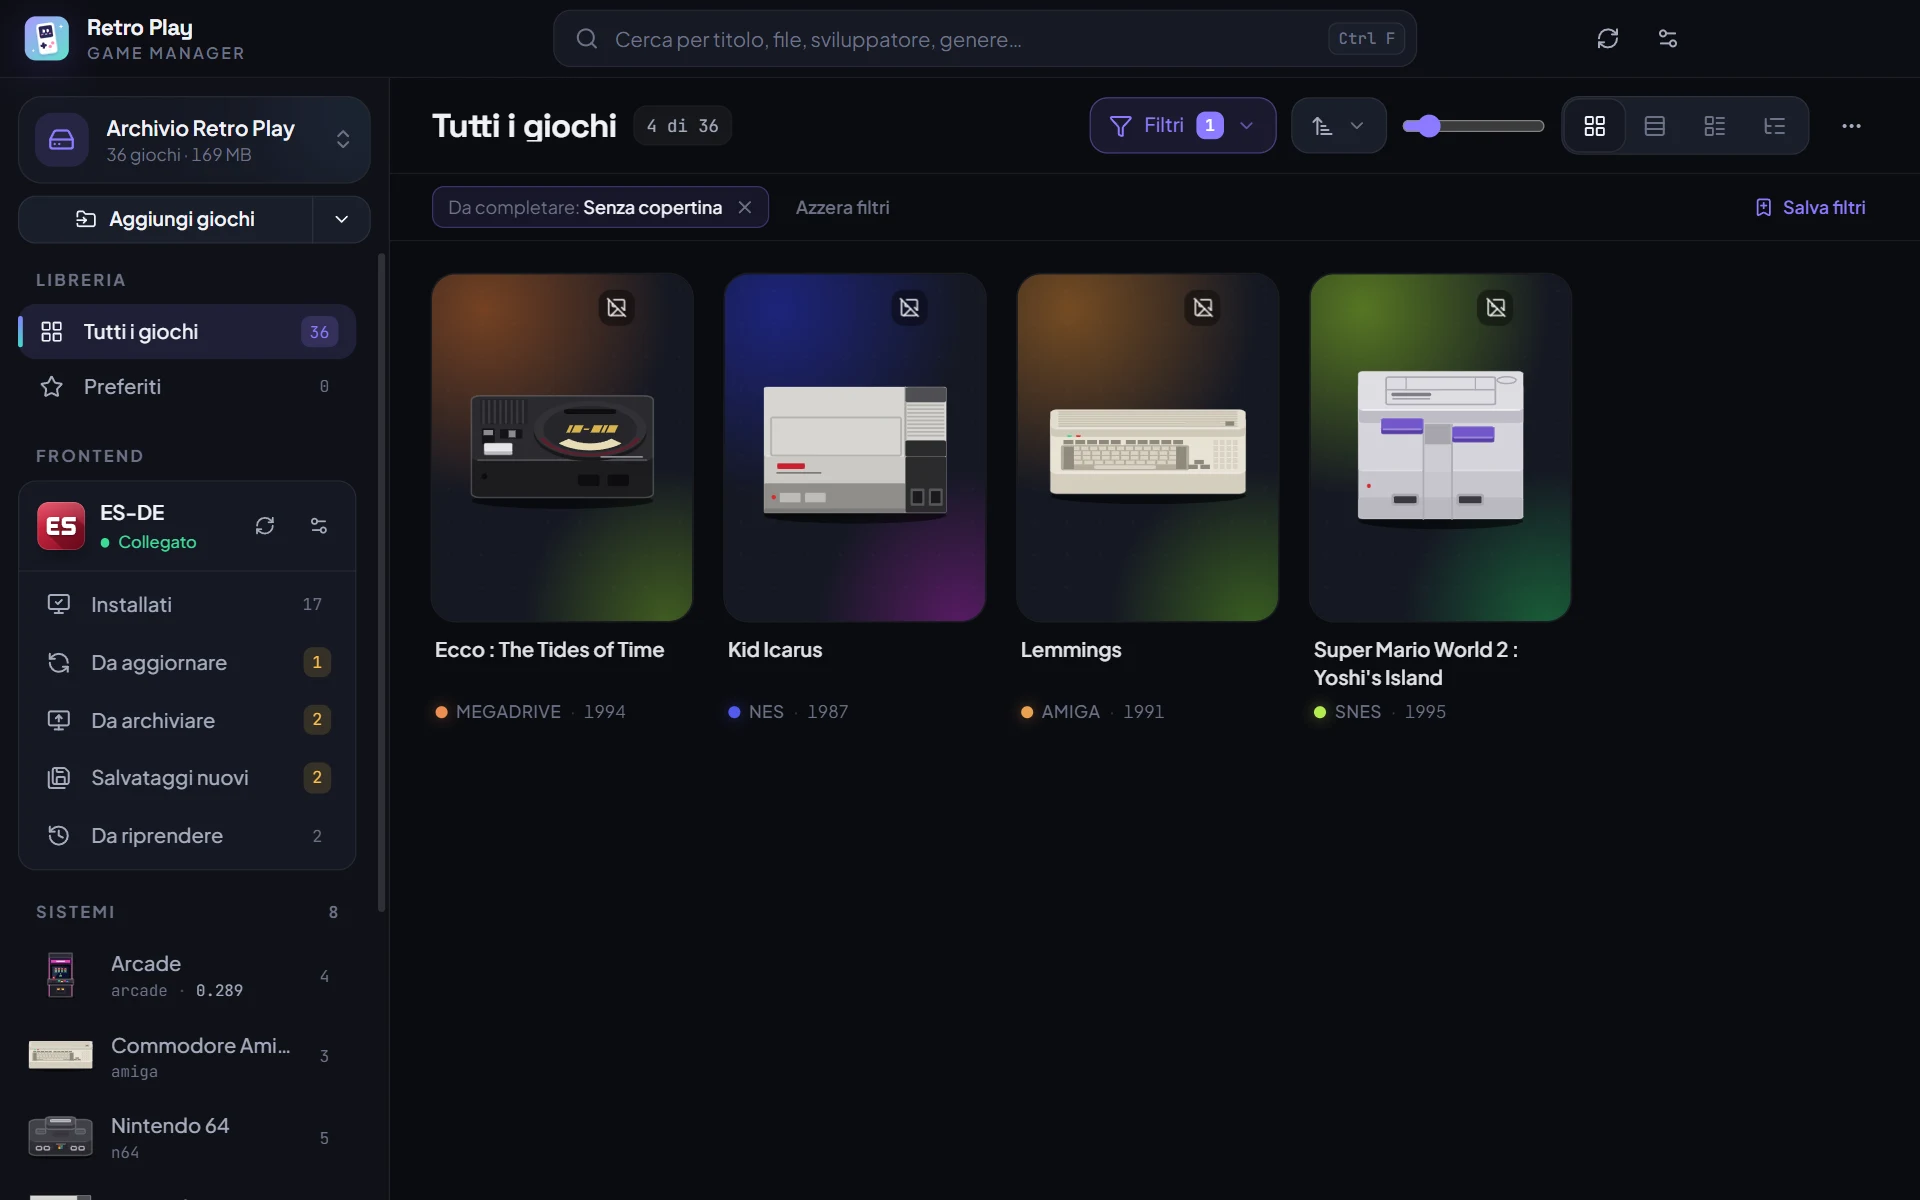 Retro Play
GAME MANAGER
Cerca per titolo, file, sviluppatore, genere...
Ctrl F
Archivio Retro Play
36 giochi · 169 MB
Aggiungi giochi
LIBRERIA
Tutti i giochi
36
Preferiti
0
FRONTEND
ES
ES-DE
Collegato
Installati
17
Da aggiornare
1
Da archiviare
2
Salvataggi nuovi
2
Da riprendere
2
SISTEMI
8
Arcade
arcade · 0.289
4
Commodore Ami...
amiga
3
Nintendo 64
n64
5
Tutti i giochi
4 di 36
Filtri
1
Da completare: Senza copertina
Azzera filtri
Salva filtri
Ecco : The Tides of Time
MEGADRIVE · 1994
Kid Icarus
NES · 1987
Lemmings
AMIGA · 1991
Super Mario World 2 :
Yoshi's Island
SNES · 1995